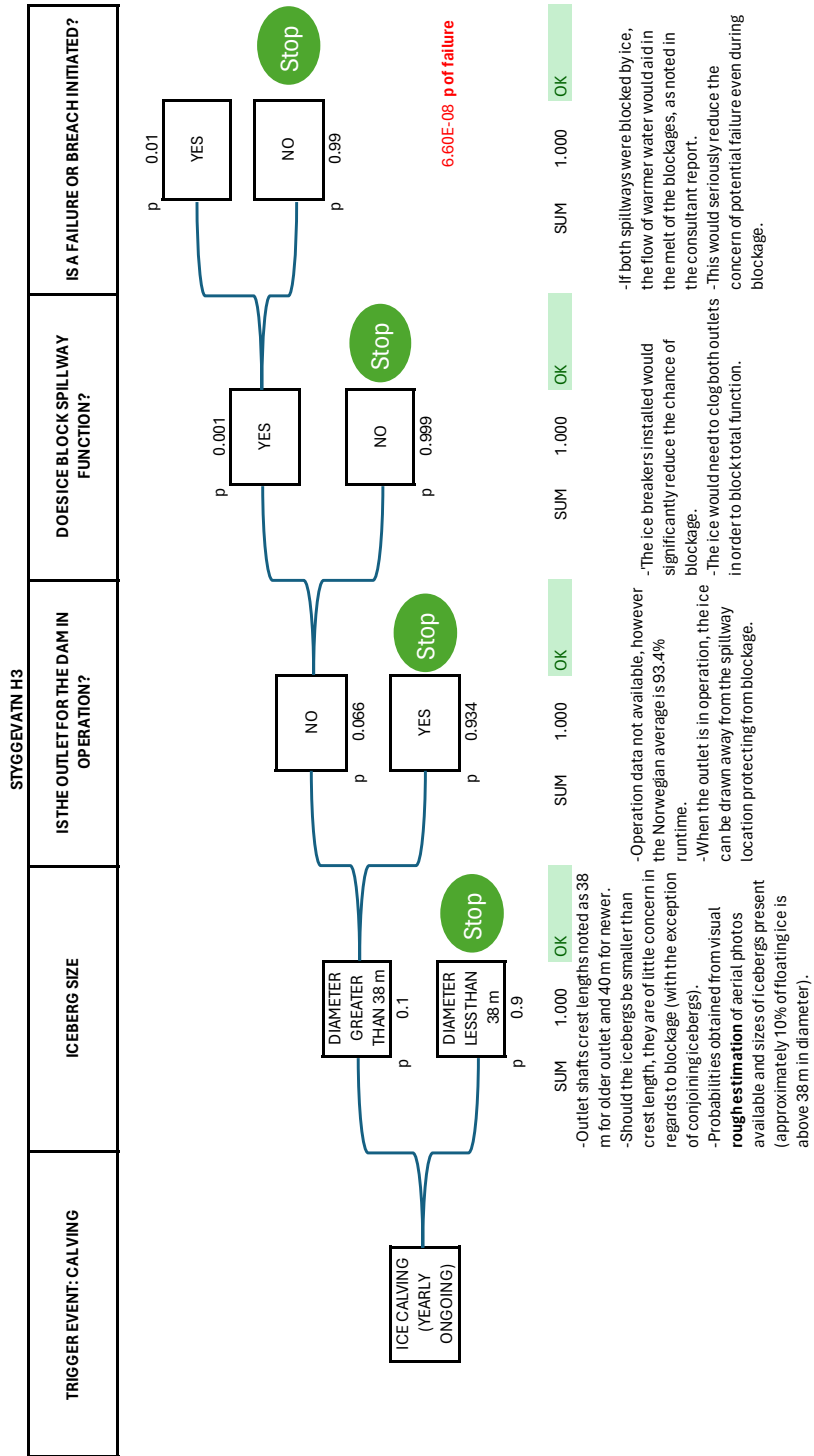 STYGGEVATN H3
TRIGGER EVENT: CALVING
ICEBERG SIZE
IS THE OUTLET FOR THE DAM IN
OPERATION?
DOES ICE BLOCK SPILLWAY
FUNCTION?
IS A FAILURE OR BREACH INITIATED?
ICE CALVING
(YEARLY
ONGOING)
DIAMETER
GREATER
THAN 38 m
p 0.1
DIAMETER
LESS THAN
38 m
p 0.9
Stop
SUM 1.000 OK
-Outlet shafts crest lengths noted as 38
m for older outlet and 40 m for newer.
-Should the icebergs be smaller than
crest length, they are of little concern in
regards to blockage (with the exception
of conjoining icebergs).
-Probabilities obtained from visual
rough estimation of aerial photos
available and sizes of icebergs present
(approximately 10% of floating ice is
above 38 m in diameter).
NO
p 0.066
YES
p 0.934
Stop
SUM 1.000 OK
-Operation data not available, however
the Norwegian average is 93.4%
runtime.
-When the outlet is in operation, the ice
can be drawn away from the spillway
location protecting from blockage.
p 0.001
YES
NO
p 0.999
Stop
SUM 1.000 OK
-'The ice breakers installed would
significantly reduce the chance of
blockage.
-The ice would need to clog both outlets
in order to block total function.
p 0.01
YES
NO
p 0.99
Stop
6.60E-08 p of failure
SUM 1.000 OK
-If both spillways were blocked by ice,
the flow of warmer water would aid in
the melt of the blockages, as noted in
the consultant report.
-This would seriously reduce the
concern of potential failure even during
blockage.